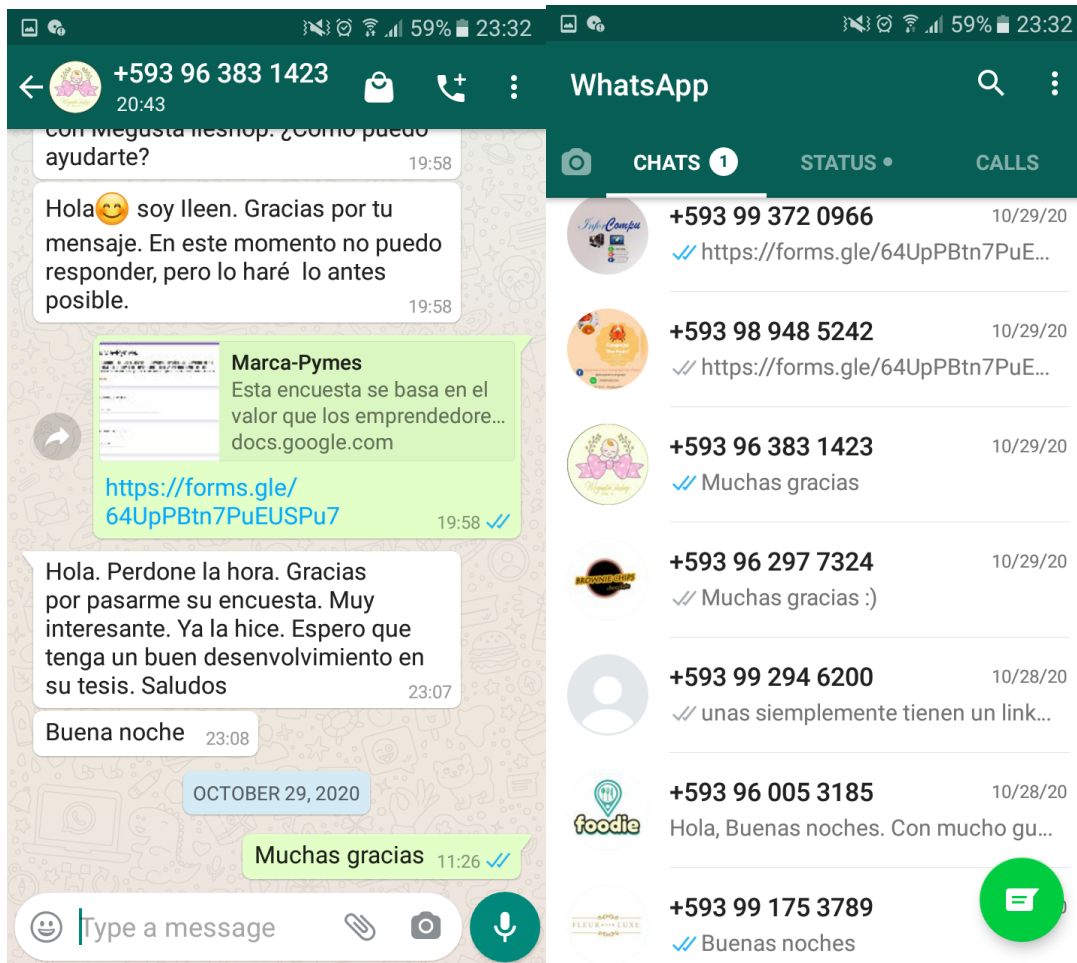 59% 23:32
+593 96 383 1423
20:43
con Megusta Ileshop. ¿Cómo puedo
ayudarte?
19:58
Hola😊 soy Ileen. Gracias por tu
mensaje. En este momento no puedo
responder, pero lo haré lo antes
posible.
19:58
Marca-Pymes
Esta encuesta se basa en el
valor que los emprendedore...
docs.google.com
https://forms.gle/
64UpPBtn7PuEUSPu7
19:58
Hola. Perdone la hora. Gracias
por pasarme su encuesta. Muy
interesante. Ya la hice. Espero que
tenga un buen desenvolvimiento en
su tesis. Saludos
23:07
Buena noche
23:08
OCTOBER 29, 2020
Muchas gracias
11:26
Type a message
59% 23:32
WhatsApp
CHATS 1
STATUS
CALLS
InforCompu
+593 99 372 0966
10/29/20
https://forms.gle/64UpPBtn7PuE...
+593 98 948 5242
10/29/20
https://forms.gle/64UpPBtn7PuE...
+593 96 383 1423
10/29/20
Muchas gracias
BROWNIE CHIPS
+593 96 297 7324
10/29/20
Muchas gracias :)
+593 99 294 6200
10/28/20
unas siemplemente tienen un link...
foodie
+593 96 005 3185
10/28/20
Hola, Buenas noches. Con mucho gu...
FLEUR LUXE
+593 99 175 3789
Buenas noches